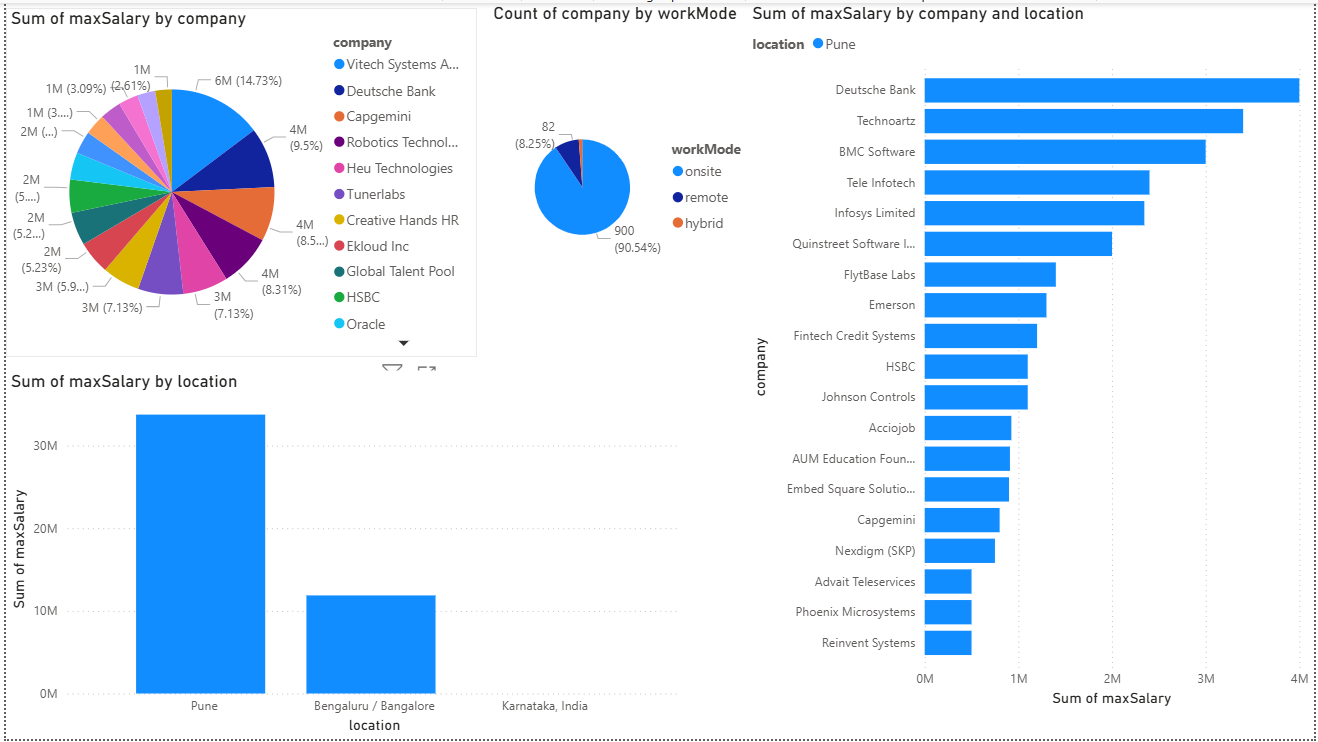 Sum of maxSalary by company
1M
1M (3.09%)
(2.61%)
1M (3....)
2M (...)
2M
(5....)
2M
(5.2...)
2M
(5.23%)
3M (5.9...)
3M (7.13%)
3M
(7.13%)
4M
(8.31%)
4M
(8.5...)
4M
(9.5%)
6M (14.73%)
company
Vitech Systems A...
Deutsche Bank
Capgemini
Robotics Technol...
Heu Technologies
Tunerlabs
Creative Hands HR
Ekloud Inc
Global Talent Pool
HSBC
Oracle
Count of company by workMode
82
(8.25%)
900
(90.54%)
workMode
onsite
remote
hybrid
Sum of maxSalary by company and location
location Pune
company
Deutsche Bank
Technoartz
BMC Software
Tele Infotech
Infosys Limited
Quinstreet Software I...
FlytBase Labs
Emerson
Fintech Credit Systems
HSBC
Johnson Controls
Acciojob
AUM Education Foun...
Embed Square Solutio...
Capgemini
Nexdigm (SKP)
Advait Teleservices
Phoenix Microsystems
Reinvent Systems
0M 1M 2M 3M 4M
Sum of maxSalary
Sum of maxSalary by location
Sum of maxSalary
30M
20M
10M
0M
Pune Bengaluru / Bangalore Karnataka, India
location